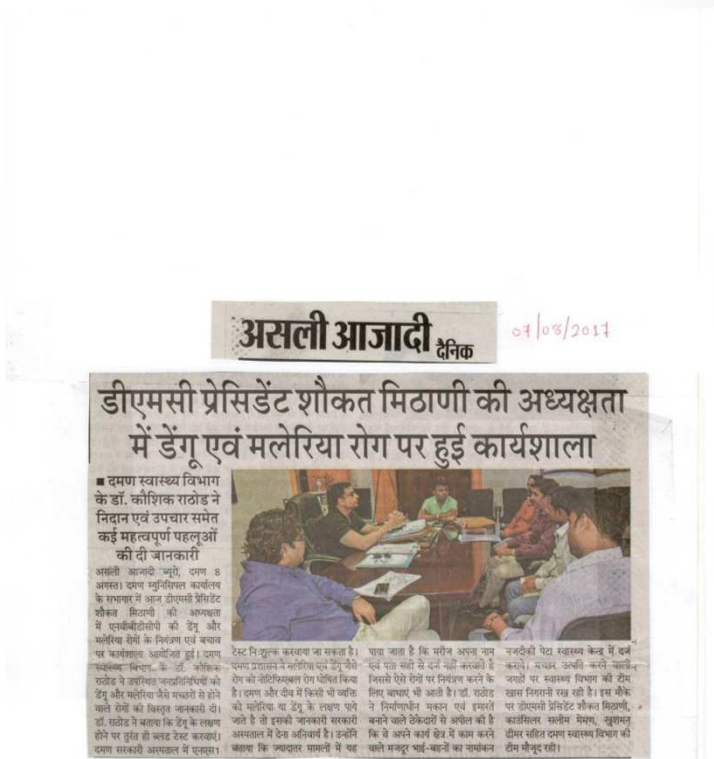 असली आजादी दैनिक
07/08/2017
डीएमसी प्रेसिडेंट शौकत मिठाणी की अध्यक्षता
में डेंगू एवं मलेरिया रोग पर हुई कार्यशाला
■ दमण स्वास्थ्य विभाग
के डॉ. कौशिक राठोड ने
निदान एवं उपचार समेत
कई महत्वपूर्ण पहलूओं
की दी जानकारी
असली आजादी ब्यूरो, दमण 8
अगस्त। दमण म्युनिसिपल कार्यालय
के सभागार में आज डीएमसी प्रेसिडेंट
शौकत मिठाणी की अध्यक्षता
में एनवीबीडीसीपी की डेंगू और
मलेरिया रोगों के नियंत्रण एवं बचाव
पर कार्यशाला आयोजित हुई। दमण
स्वास्थ्य विभाग के डॉ. कौशिक
राठोड ने उपस्थित जनप्रतिनिधियों को
डेंगू और मलेरिया जैसे मच्छरों से होने
वाले रोगों की विस्तृत जानकारी दी।
डॉ. राठोड ने बताया कि डेंगू के लक्षण
होने पर तुरंत ही ब्लड टेस्ट करवाएं।
दमण सरकारी अस्पताल में एनएस1
टेस्ट निःशुल्क करवाया जा सकता है।
दमण प्रशासन ने मलेरिया एवं डेंगू जैसे
रोग को नोटिफिएबल रोग घोषित किया
है। दमण और दीव में किसी भी व्यक्ति
को मलेरिया या डेंगू के लक्षण पाये
जाते है तो इसकी जानकारी सरकारी
अस्पताल में देना अनिवार्य है। उन्होंने
बताया कि ज्यादातर मामलों में यह
पाया जाता है कि मरीज अपना नाम
एवं पता सही से दर्ज नहीं करवाते है
जिससे ऐसे रोगों पर नियंत्रण करने के
लिए बाधाएं भी आती है। डॉ. राठोड
ने निर्माणाधीन मकान एवं इमारतें
बनाने वाले ठेकेदारों से अपील की है
कि वे अपने कार्य क्षेत्र में काम करने
वाले मजदूर भाई-बहनों का नामांकन
नजदीकी पेटा स्वास्थ्य केन्द्र में दर्ज
कराये। मच्छर उत्पति करने वाली
जगहों पर स्वास्थ्य विभाग की टीम
खास निगरानी रख रही है। इस मौके
पर डीएमसी प्रेसिडेंट शौकत मिठाणी,
काउंसिलर सलीम मेमण, खुशमन
ढीमर सहित दमण स्वास्थ्य विभाग की
टीम मौजूद रही।